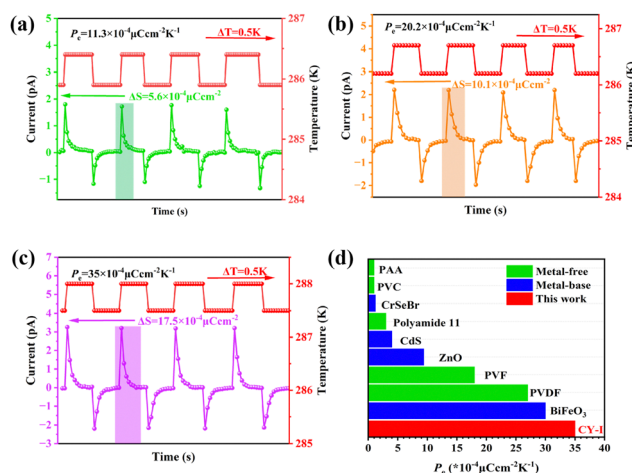 (a)
P_c=11.3×10⁻⁴μCcm⁻²K⁻¹
ΔT=0.5K
ΔS=5.6×10⁻⁴μCcm⁻²
Current (pA)
5
4
3
2
1
0
−1
Temperature (K)
287
286
285
284
Time (s)
(b)
P_e=20.2×10⁻⁴μCcm⁻²K⁻¹
ΔT=0.5K
ΔS=10.1×10⁻⁴μCcm⁻²
Current (pA)
5
4
3
2
1
0
−1
−2
Temperature (K)
287
286
285
284
Time (s)
(c)
P_e=35×10⁻⁴μCcm⁻²K⁻¹
ΔT=0.5K
ΔS=17.5×10⁻⁴μCcm⁻²
Current (pA)
7
6
5
4
3
2
1
0
−1
−2
−3
Temperature (K)
288
287
286
285
Time (s)
(d)
PAA
PVC
CrSeBr
Polyamide 11
CdS
ZnO
PVF
PVDF
BiFeO₃
CY-I
Metal-free
Metal-base
This work
0 5 10 15 20 25 30 35 40
P_e (*10⁻⁴μCcm⁻²K⁻¹)